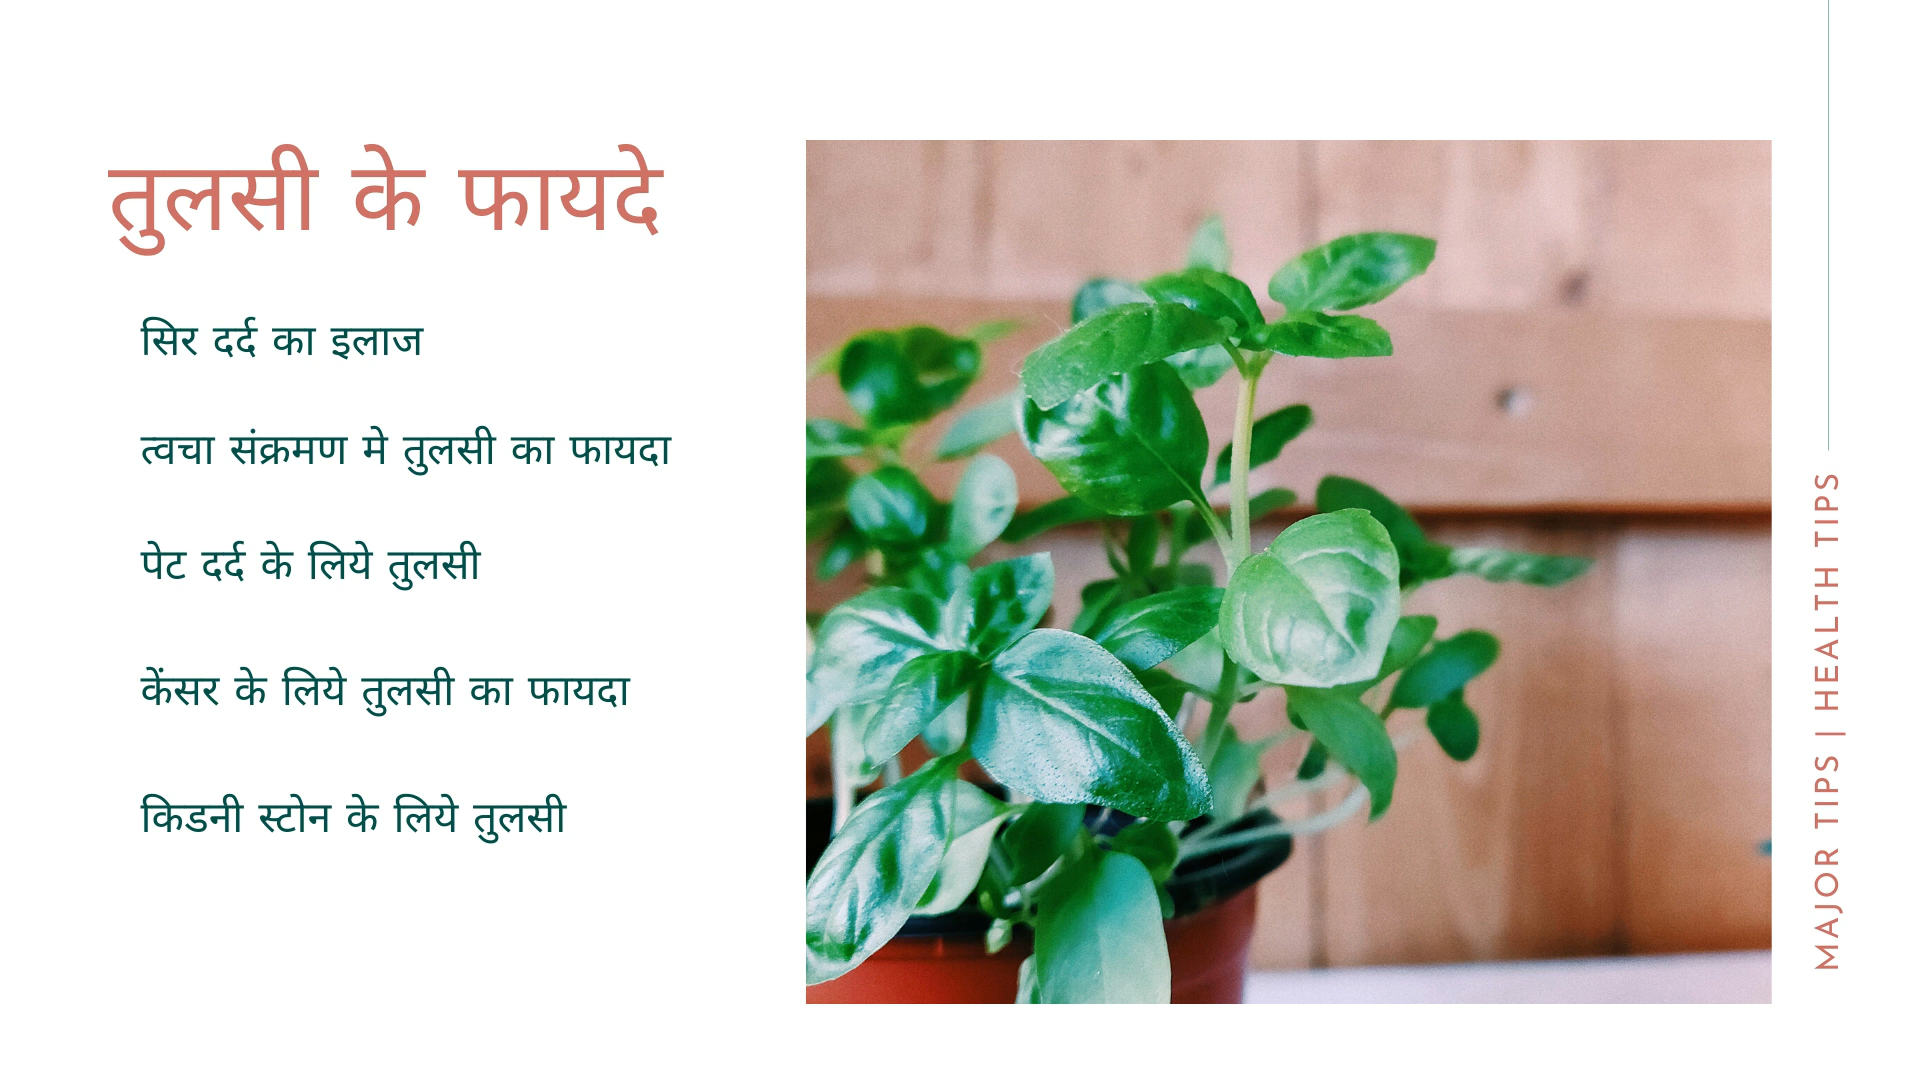 तुलसी के फायदे
सिर दर्द का इलाज
त्वचा संक्रमण मे तुलसी का फायदा
पेट दर्द के लिये तुलसी
केंसर के लिये तुलसी का फायदा
किडनी स्टोन के लिये तुलसी
MAJOR TIPS | HEALTH TIPS